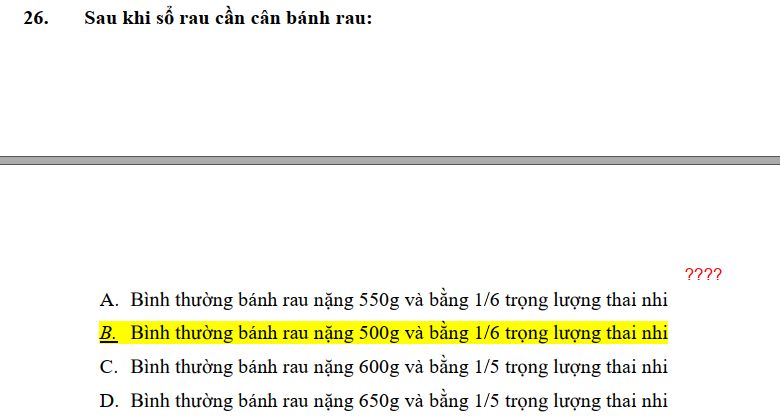 26. Sau khi sổ rau cần cân bánh rau:
????
A. Bình thường bánh rau nặng 550g và bằng 1/6 trọng lượng thai nhi
B. Bình thường bánh rau nặng 500g và bằng 1/6 trọng lượng thai nhi
C. Bình thường bánh rau nặng 600g và bằng 1/5 trọng lượng thai nhi
D. Bình thường bánh rau nặng 650g và bằng 1/5 trọng lượng thai nhi